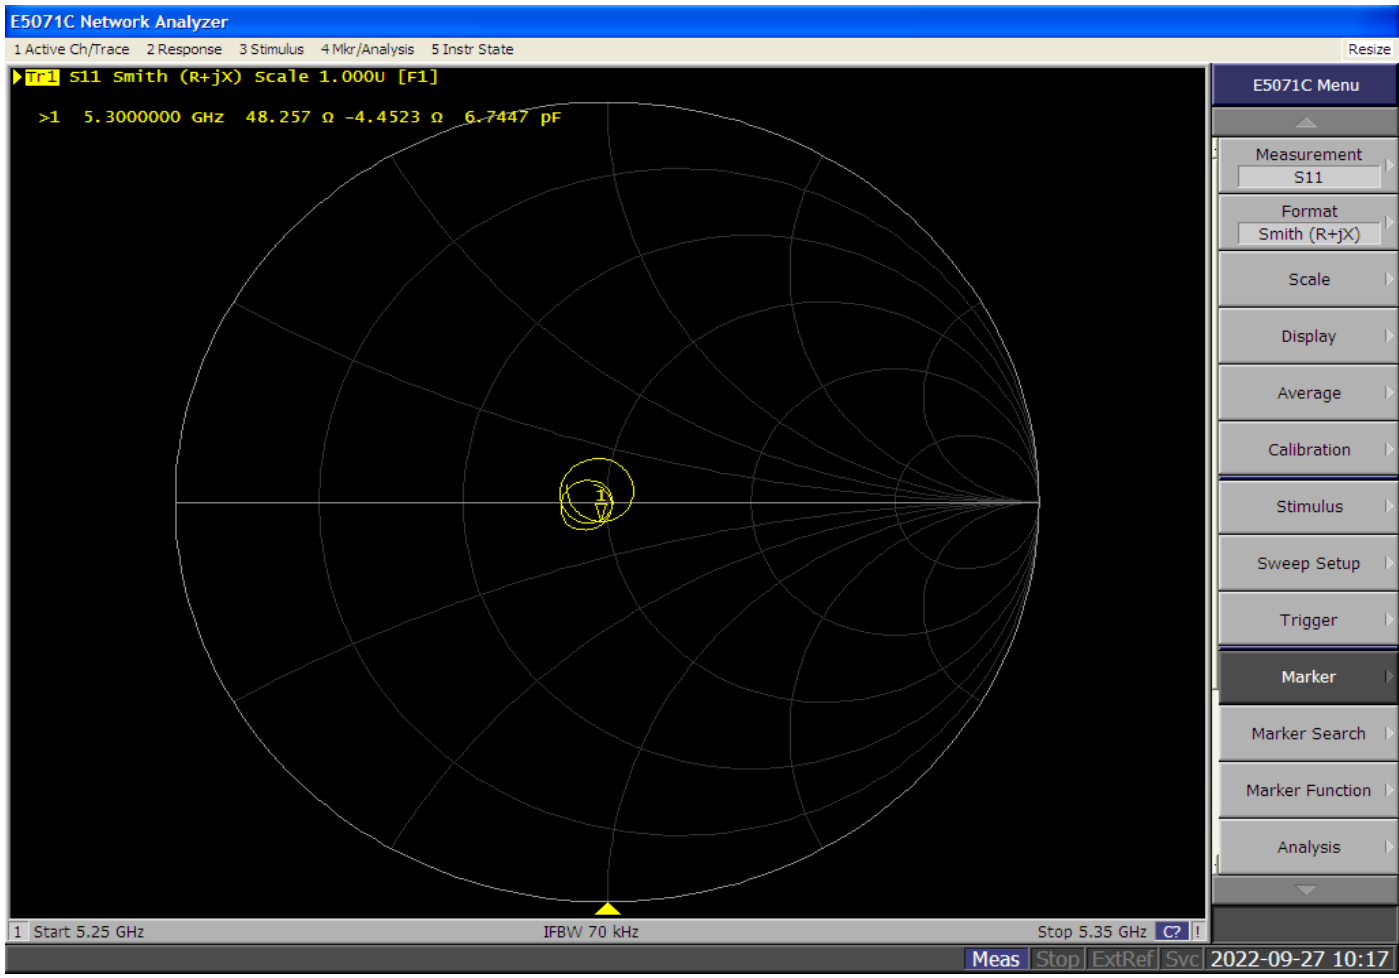 E5071C Network Analyzer
1 Active Ch/Trace 2 Response 3 Stimulus 4 Mkr/Analysis 5 Instr State Resize
Tr1 S11 Smith (R+jX) Scale 1.000U [F1]
>1 5.3000000 GHz 48.257 Ω -4.4523 Ω 6.7447 pF
1
E5071C Menu
Measurement
S11
Format
Smith (R+jX)
Scale
Display
Average
Calibration
Stimulus
Sweep Setup
Trigger
Marker
Marker Search
Marker Function
Analysis
1 Start 5.25 GHz IFBW 70 kHz Stop 5.35 GHz C? !
Meas Stop ExtRef Svc 2022-09-27 10:17